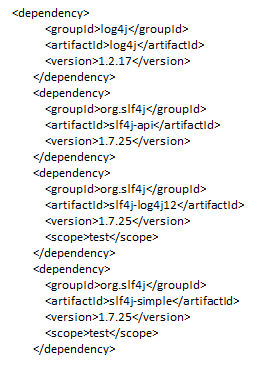 <dependency>
<groupId>log4j</groupId>
<artifactId>log4j</artifactId>
<version>1.2.17</version>
</dependency>
<dependency>
<groupId>org.slf4j</groupId>
<artifactId>slf4j-api</artifactId>
<version>1.7.25</version>
</dependency>
<dependency>
<groupId>org.slf4j</groupId>
<artifactId>slf4j-log4j12</artifactId>
<version>1.7.25</version>
<scope>test</scope>
</dependency>
<dependency>
<groupId>org.slf4j</groupId>
<artifactId>slf4j-simple</artifactId>
<version>1.7.25</version>
<scope>test</scope>
</dependency>